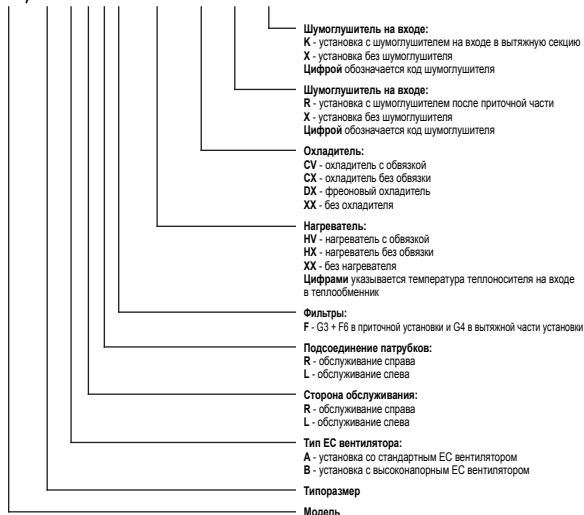 Шумоглушитель на входе:
K - установка с шумоглушителем на входе в вытяжную секцию
X - установка без шумоглушителя
Цифрой обозначается код шумоглушителя
Шумоглушитель на входе:
R - установка с шумоглушителем после приточной части
X - установка без шумоглушителя
Цифрой обозначается код шумоглушителя
Охладитель:
CV - охладитель с обвязкой
CX - охладитель без обвязки
DX - фреоновый охладитель
XX - без охладителя
Нагреватель:
HV - нагреватель с обвязкой
HX - нагреватель без обвязки
XX - без нагревателя
Цифрами указывается температура теплоносителя на входе
в теплообменник
Фильтры:
F - G3 + F6 в приточной установки и G4 в вытяжной части установки
Подсоединение патрубков:
R - обслуживание справа
L - обслуживание слева
Сторона обслуживания:
R - обслуживание справа
L - обслуживание слева
Тип ЕС вентилятора:
A - установка со стандартным ЕС вентилятором
B - установка с высоконапорным ЕС вентилятором
Типоразмер
Модель